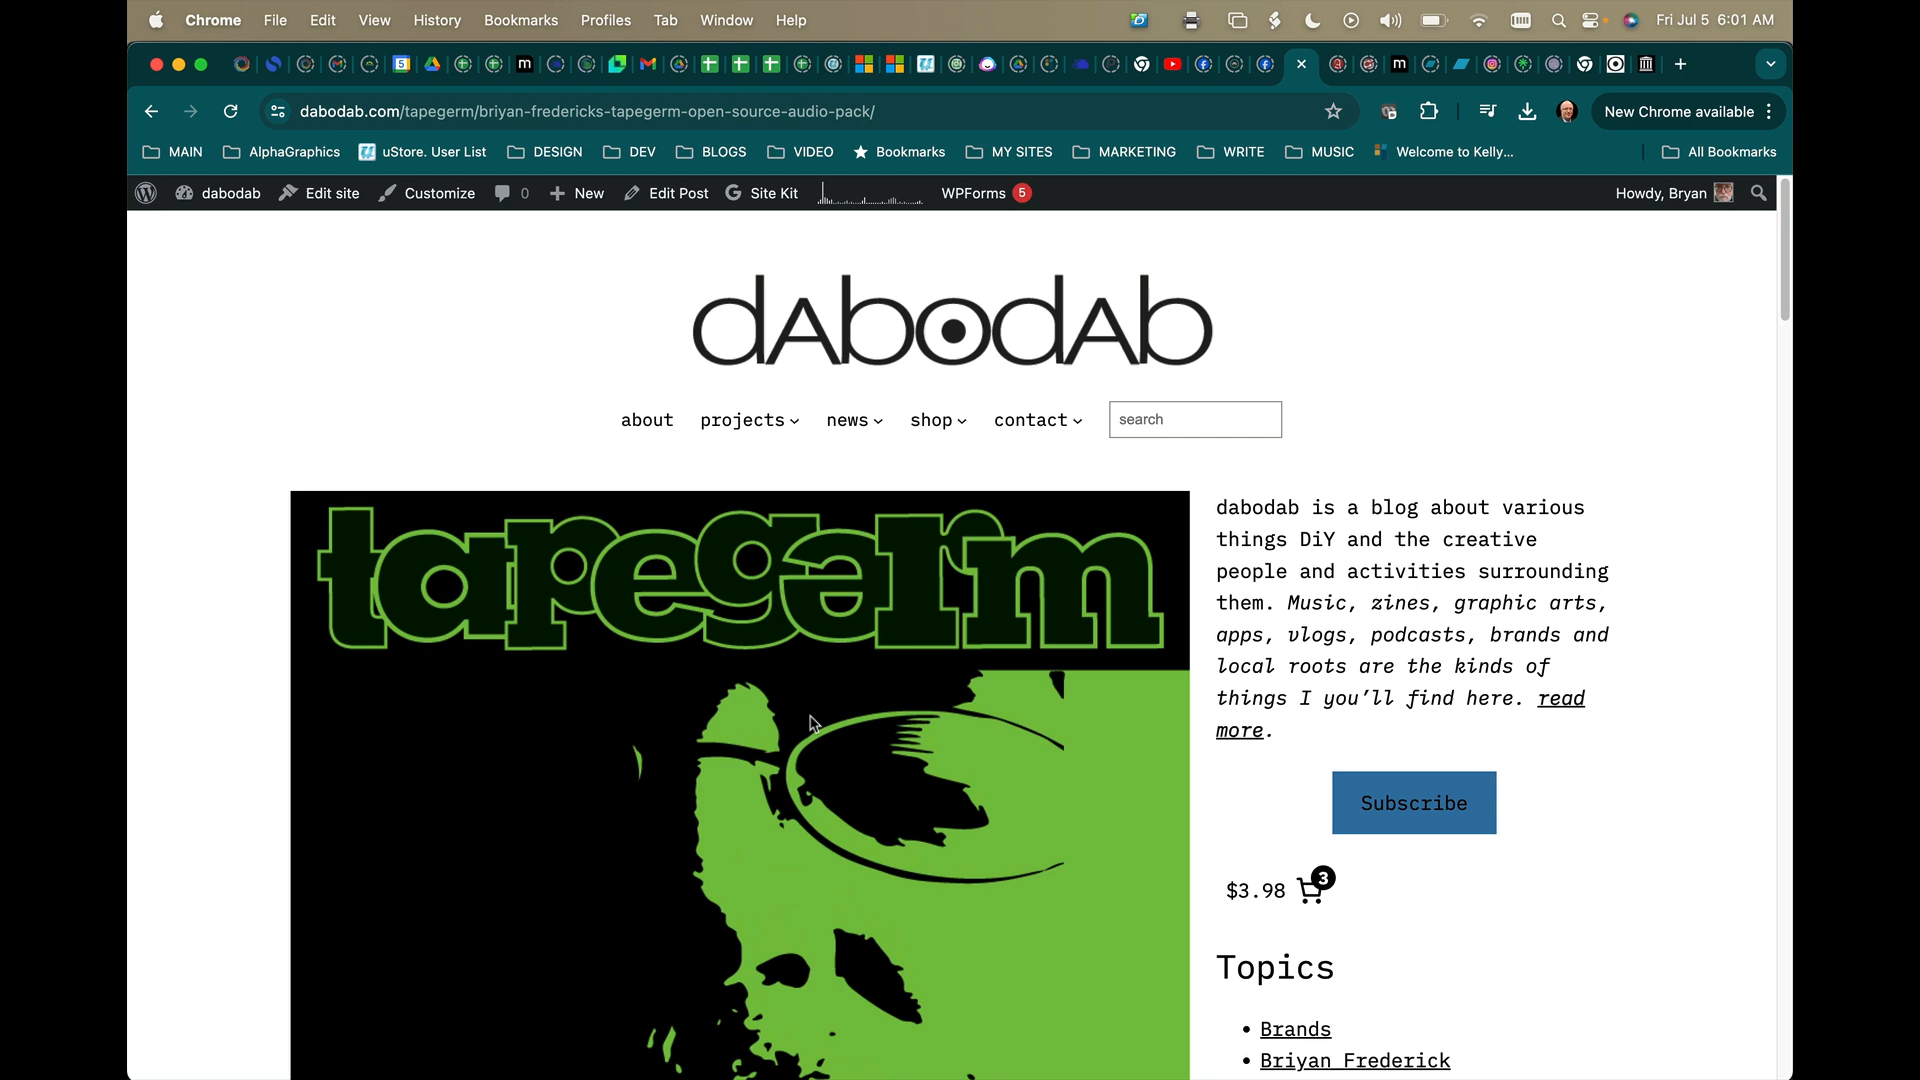 Chrome File Edit View History Bookmarks Profiles Tab Window Help Fri Jul 5 6:01 AM
5 m m
dabodab.com/tapegerm/briyan-fredericks-tapegerm-open-source-audio-pack/ New Chrome available
MAIN AlphaGraphics uStore. User List DESIGN DEV BLOGS VIDEO Bookmarks MY SITES MARKETING WRITE MUSIC Welcome to Kelly... All Bookmarks
dabodab Edit site Customize 0 New Edit Post Site Kit WPForms 5 Howdy, Bryan
dAbodAb
about projects news shop contact search
tapegerm
dabodab is a blog about various
things DiY and the creative
people and activities surrounding
them. Music, zines, graphic arts,
apps, vlogs, podcasts, brands and
local roots are the kinds of
things I you’ll find here. read
more.
Subscribe
$3.98 3
Topics
• Brands
• Briyan Frederick